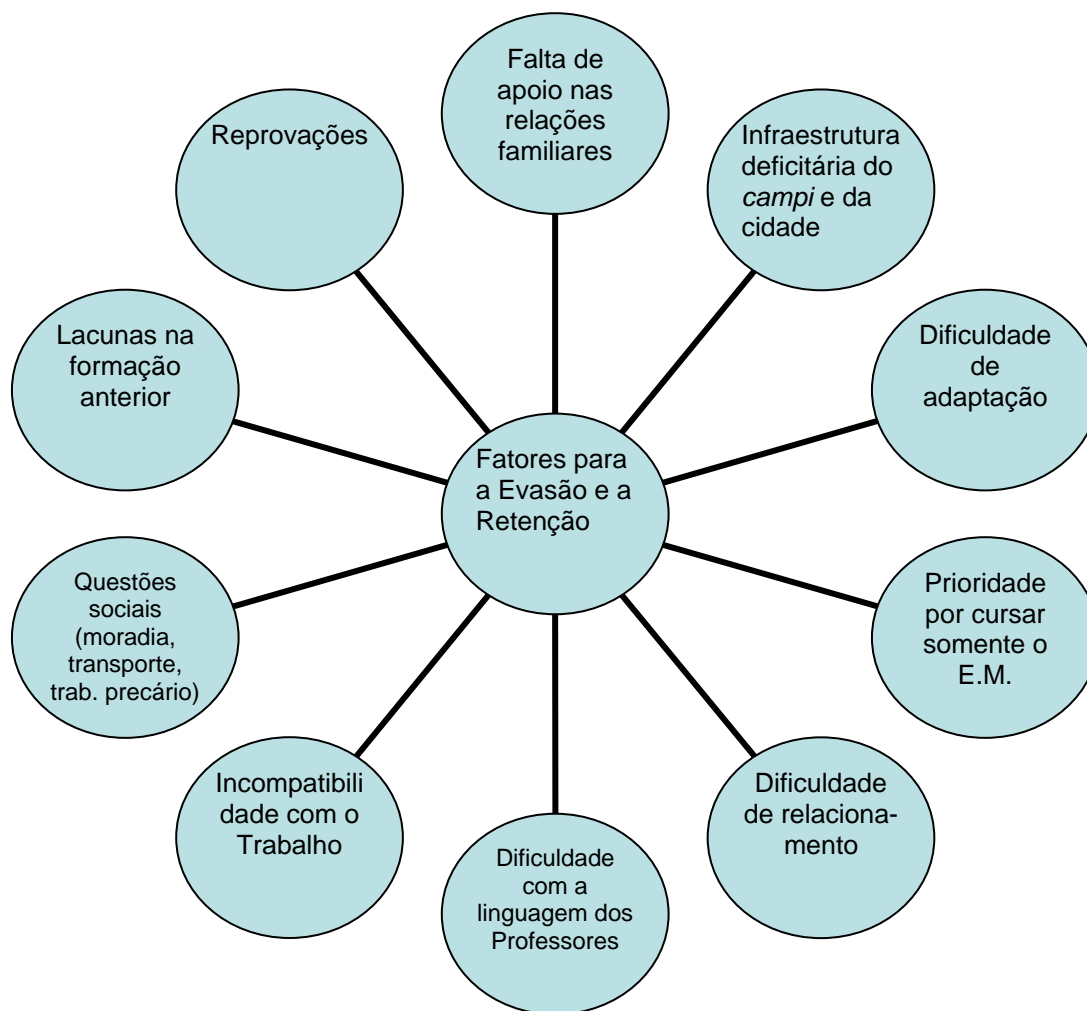 Falta de
apoio nas
relações
familiares
Infraestrutura
deficitária do
campi e da
cidade
Dificuldade
de
adaptação
Prioridade
por cursar
somente o
E.M.
Dificuldade
de relaciona-
mento
Dificuldade
com a
linguagem dos
Professores
Incompatibili
dade com o
Trabalho
Questões
sociais
(moradia,
transporte,
trab. precário)
Lacunas na
formação
anterior
Reprovações
Fatores para
a Evasão e a
Retenção